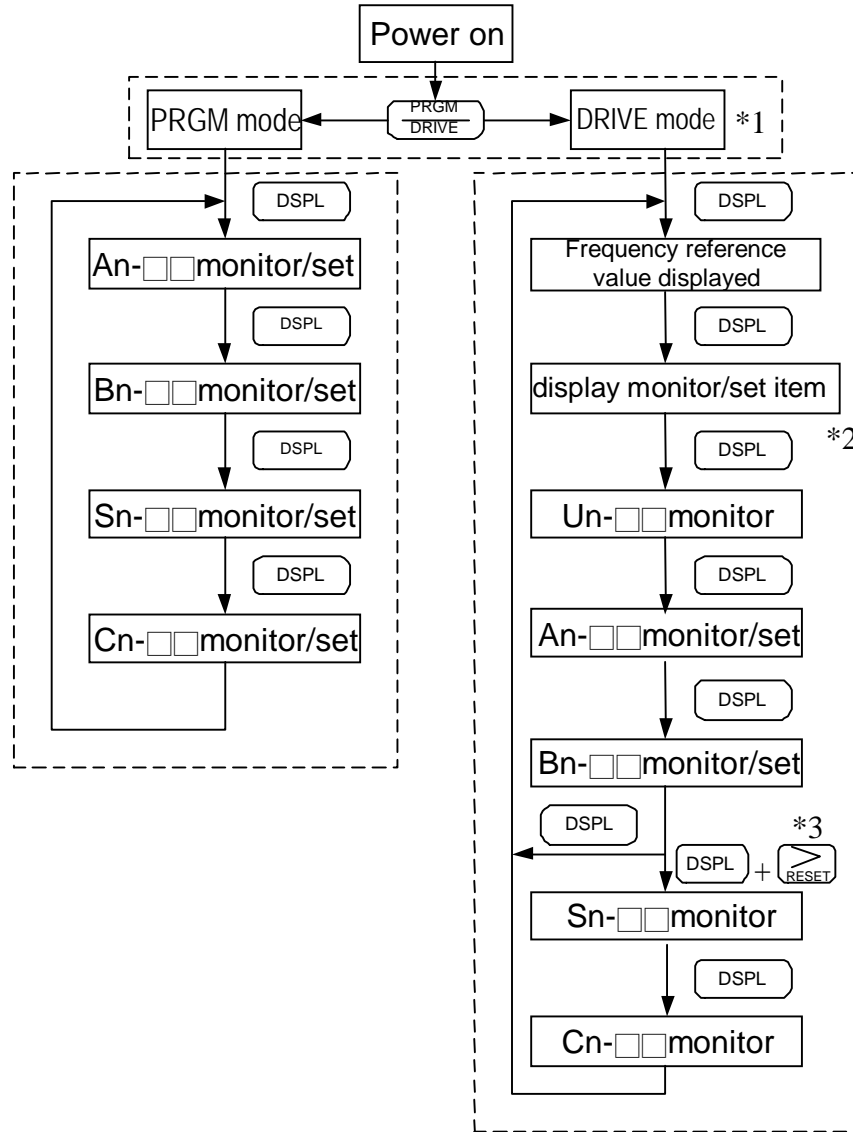 Power on
PRGM mode
PRGM
DRIVE
DRIVE mode
*1
DSPL
An-□□monitor/set
DSPL
Bn-□□monitor/set
DSPL
Sn-□□monitor/set
DSPL
Cn-□□monitor/set
DSPL
Frequency reference
value displayed
DSPL
display monitor/set item
*2
DSPL
Un-□□monitor
DSPL
An-□□monitor/set
DSPL
Bn-□□monitor/set
DSPL
*3
DSPL + >
RESET
Sn-□□monitor
DSPL
Cn-□□monitor